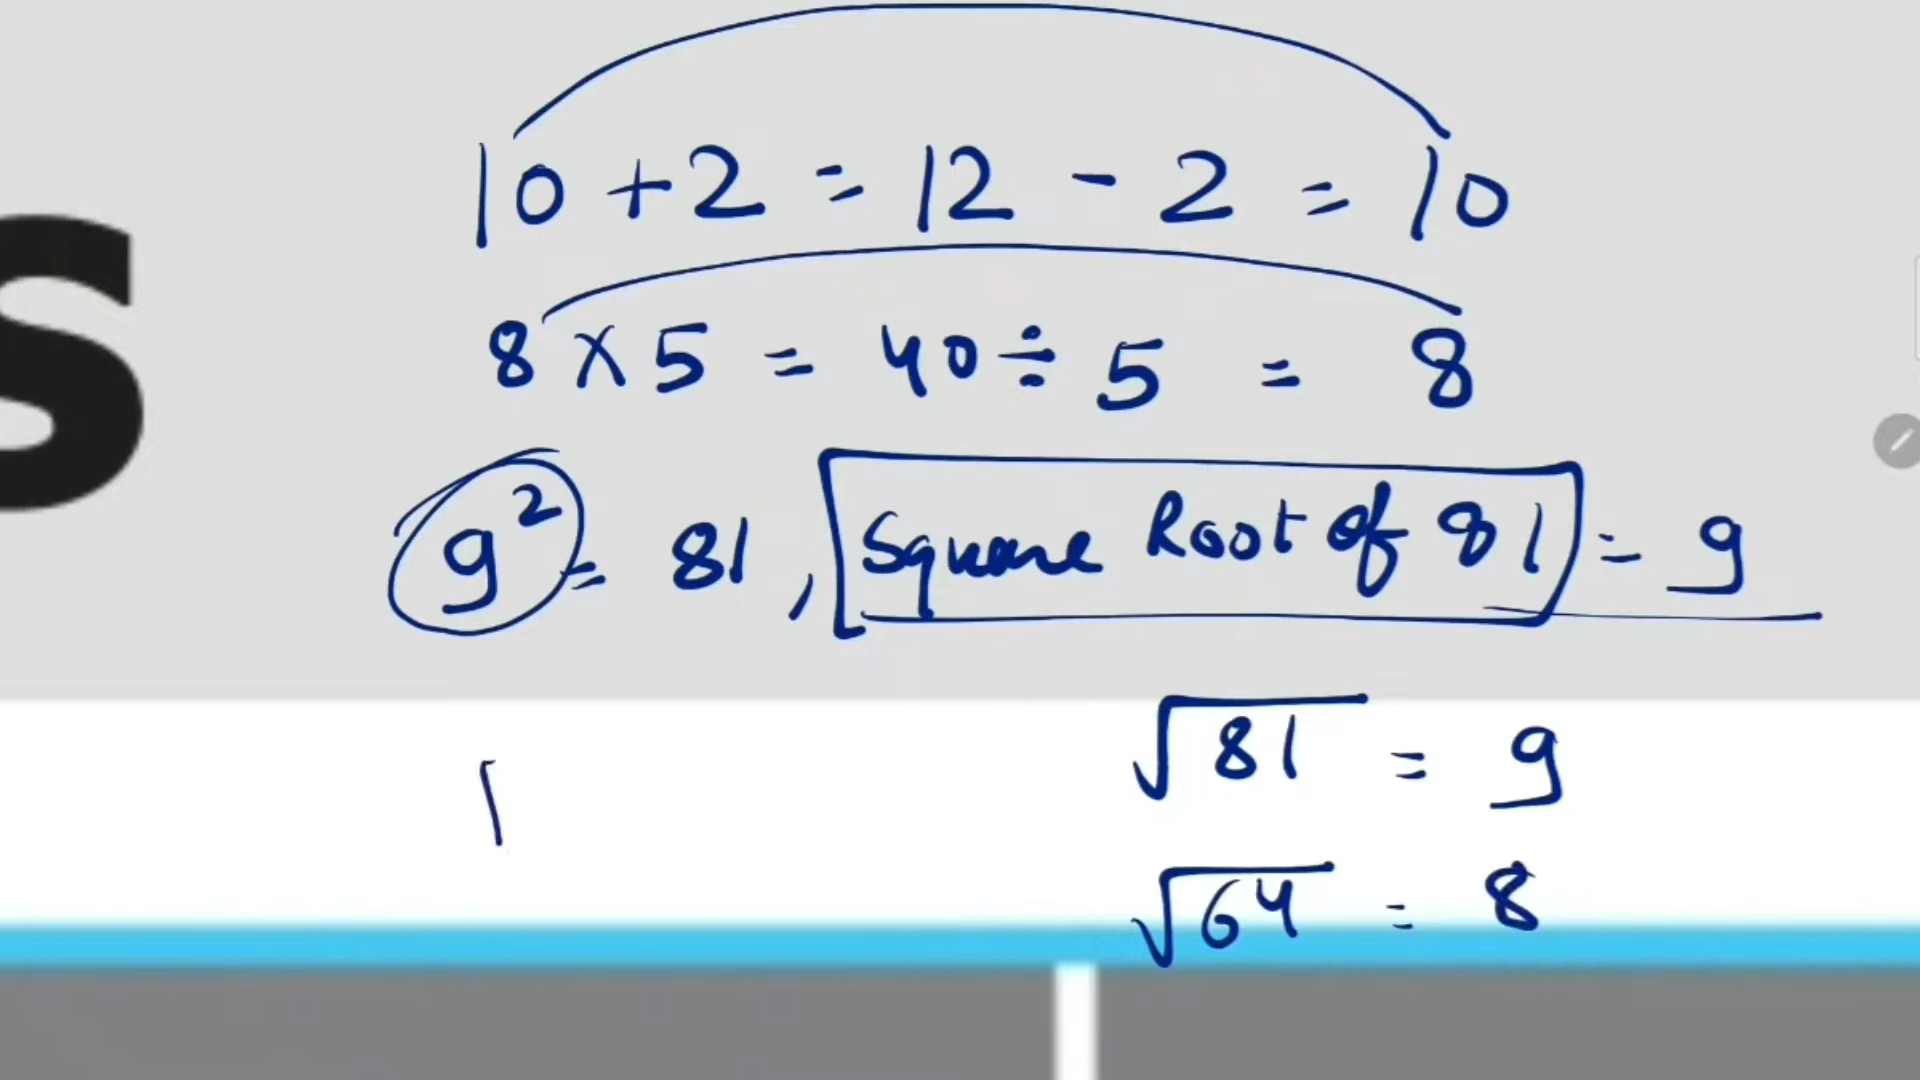 10 + 2 = 12 - 2 = 10
8 × 5 = 40 ÷ 5 = 8
9² = 81, Square Root of 81 = 9
√81 = 9
√64 = 8